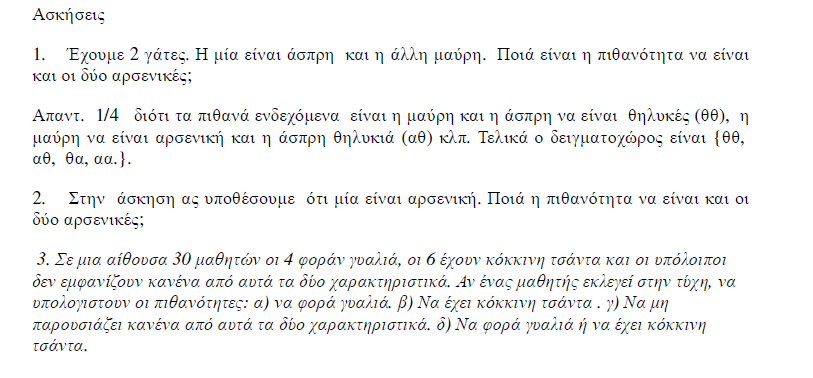 Ασκήσεις
1. Έχουμε 2 γάτες. Η μία είναι άσπρη και η άλλη μαύρη. Ποιά είναι η πιθανότητα να είναι
και οι δύο αρσενικές;
Απαντ. 1/4 διότι τα πιθανά ενδεχόμενα είναι η μαύρη και η άσπρη να είναι θηλυκές (θθ), η
μαύρη να είναι αρσενική και η άσπρη θηλυκιά (αθ) κλπ. Τελικά ο δειγματοχώρος είναι {θθ,
αθ, θα, αα.}.
2. Στην άσκηση ας υποθέσουμε ότι μία είναι αρσενική. Ποιά η πιθανότητα να είναι και οι
δύο αρσενικές;
3. Σε μια αίθουσα 30 μαθητών οι 4 φοράν γυαλιά, οι 6 έχουν κόκκινη τσάντα και οι υπόλοιποι
δεν εμφανίζουν κανένα από αυτά τα δύο χαρακτηριστικά. Αν ένας μαθητής εκλεγεί στην τύχη, να
υπολογιστουν οι πιθανότητες: α) να φορά γυαλιά. β) Να έχει κόκκινη τσάντα . γ) Να μη
παρουσιάζει κανένα από αυτά τα δύο χαρακτηριστικά. δ) Να φορά γυαλιά ή να έχει κόκκινη
τσάντα.